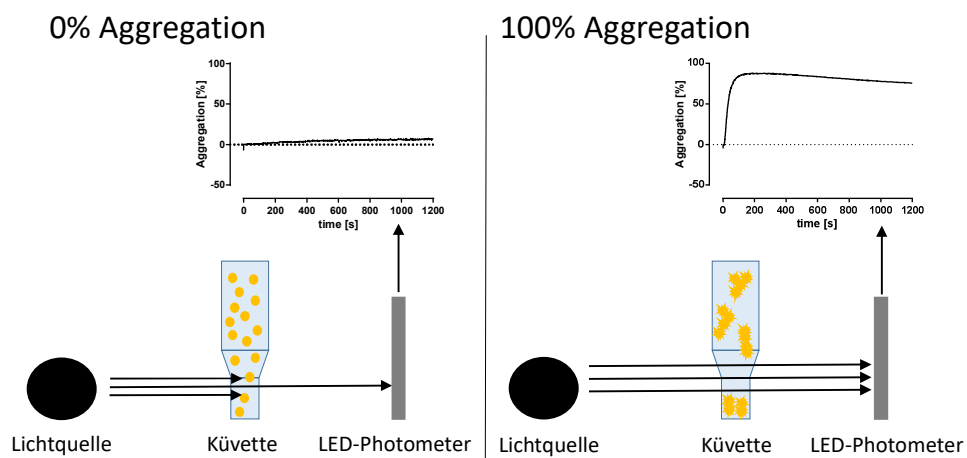 0% Aggregation
100
50
0
-50
Aggregation [%]
0 200 400 600 800 1000 1200
time [s]
Lichtquelle Küvette LED-Photometer
100% Aggregation
100
50
0
-50
Aggregation [%]
0 200 400 600 800 1000 1200
time [s]
Lichtquelle Küvette LED-Photometer